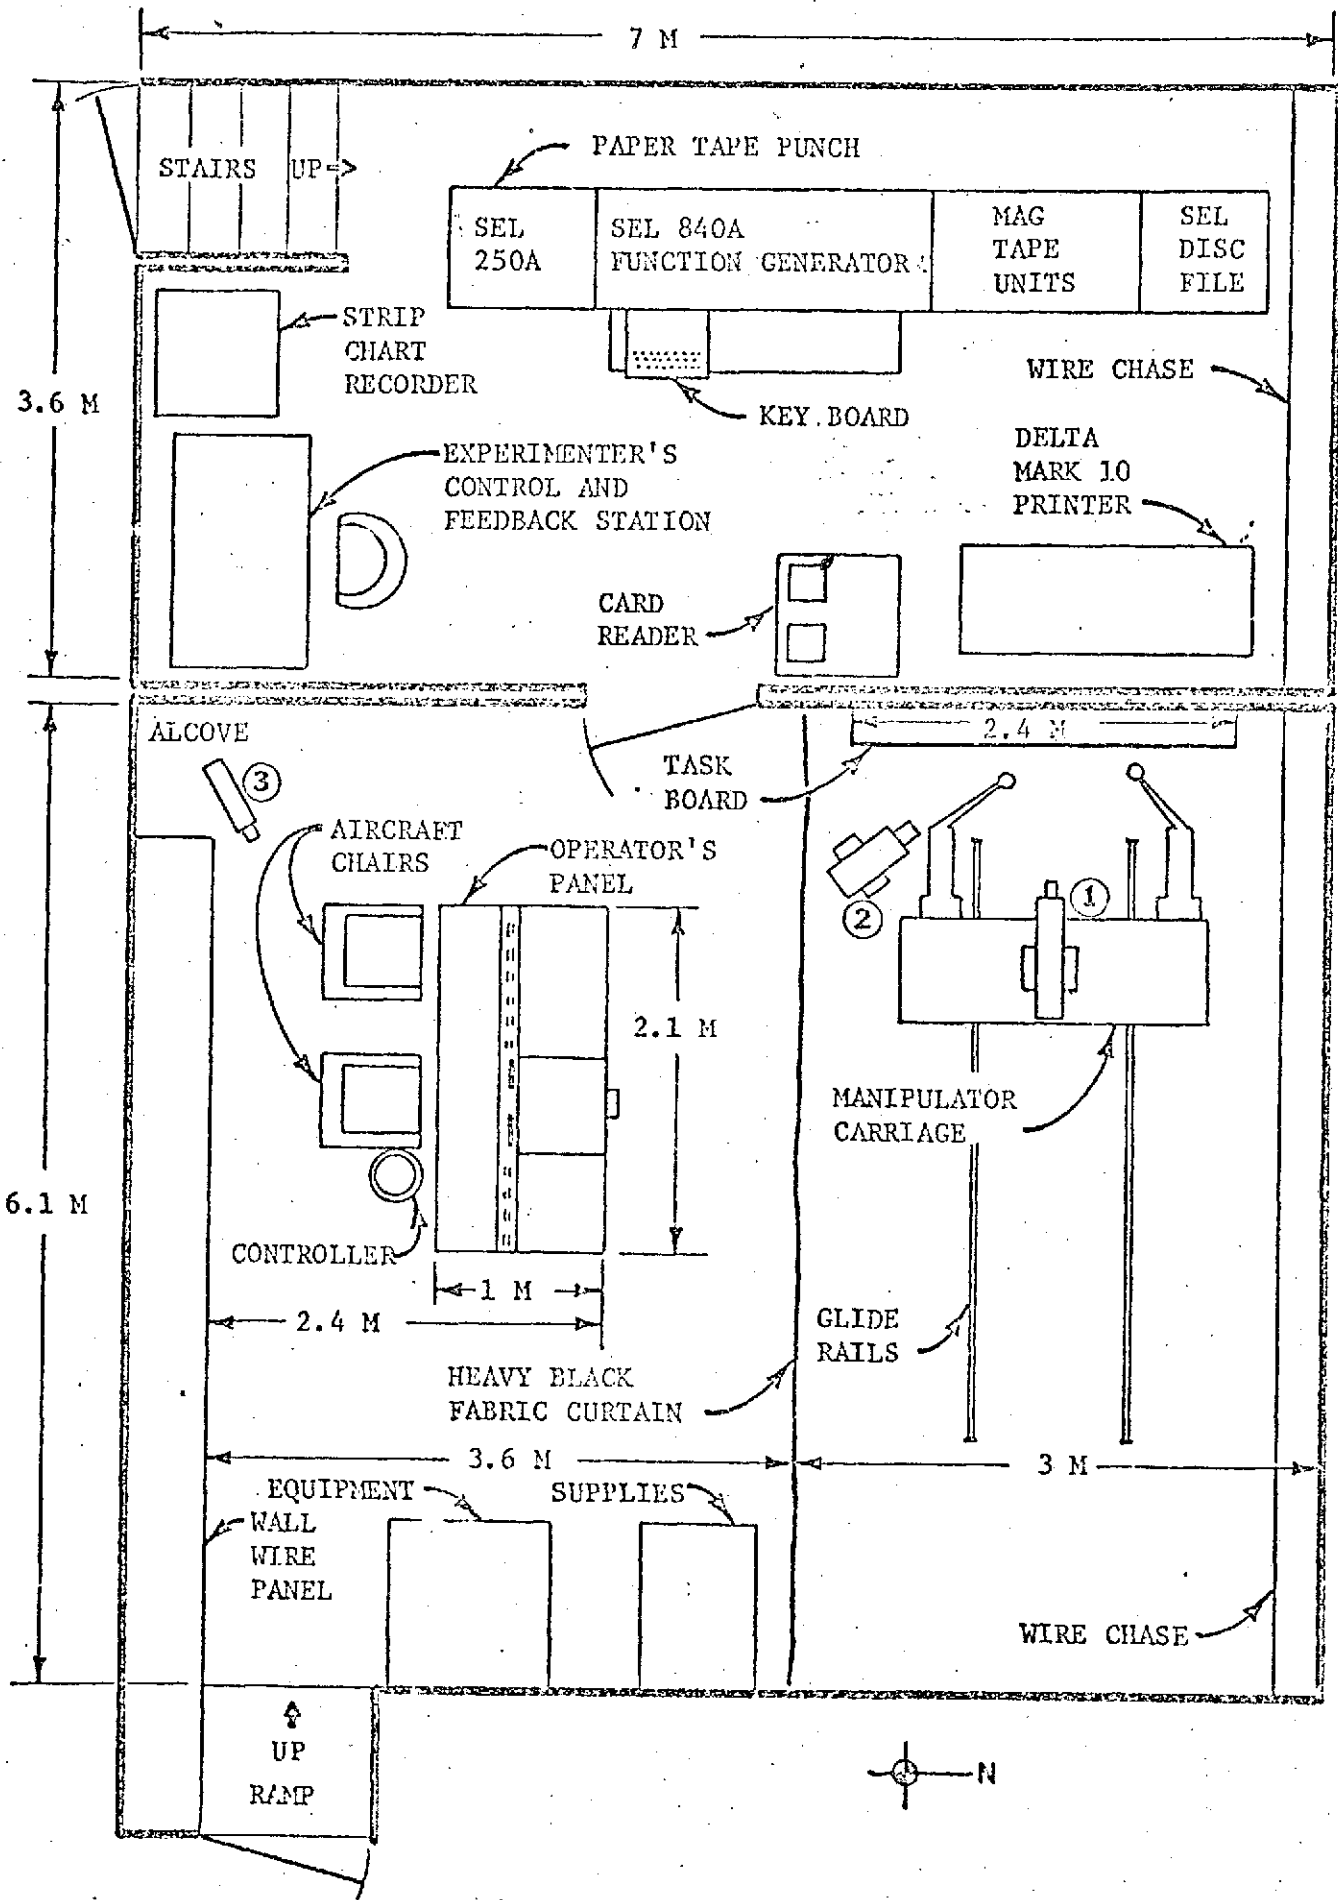 7 M
STAIRS UP->
PAPER TAPE PUNCH
SEL
250A
SEL 840A
FUNCTION GENERATOR
MAG
TAPE
UNITS
SEL
DISC
FILE
STRIP
CHART
RECORDER
3.6 M
WIRE CHASE
KEY.BOARD
EXPERIMENTER'S
CONTROL AND
FEEDBACK STATION
DELTA
MARK 10
PRINTER
CARD
READER
ALCOVE
3
2.4 M
TASK
BOARD
AIRCRAFT
CHAIRS
OPERATOR'S
PANEL
2
1
2.1 M
MANIPULATOR
CARRIAGE
6.1 M
CONTROLLER
1 M
2.4 M
GLIDE
RAILS
HEAVY BLACK
FABRIC CURTAIN
3.6 M
3 M
EQUIPMENT
SUPPLIES
WALL
WIRE
PANEL
WIRE CHASE
UP
RAMP
N